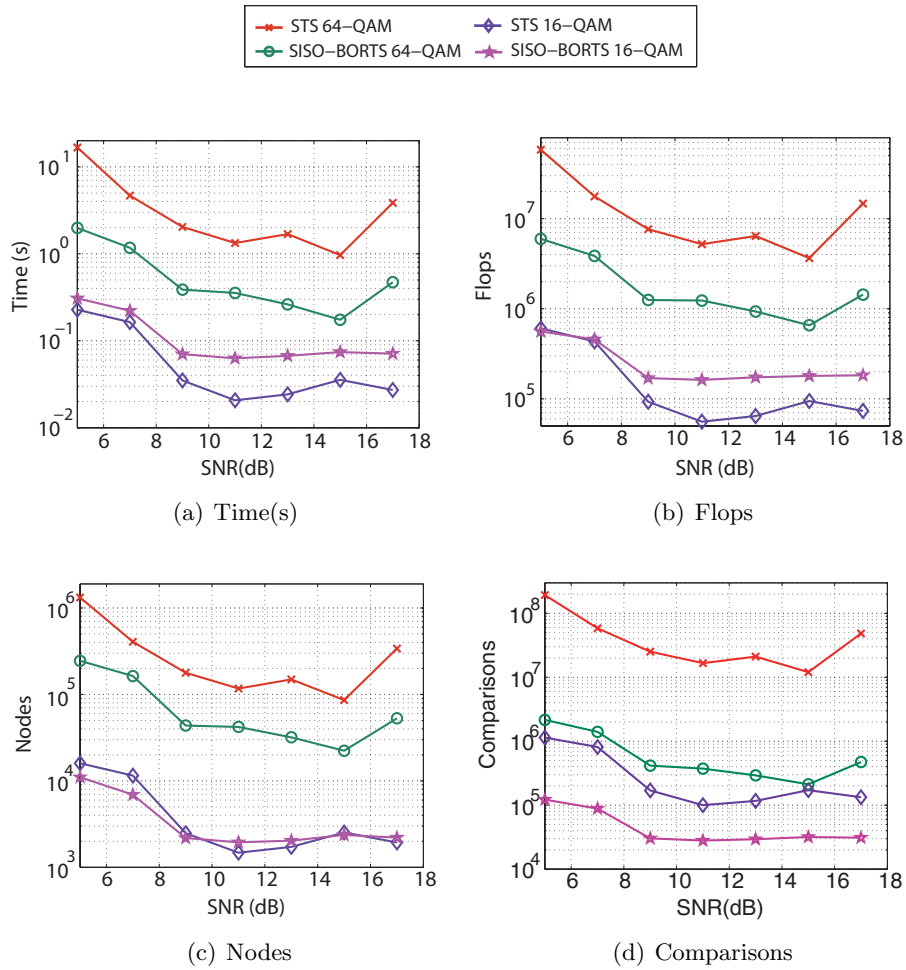 STS 64−QAM STS 16−QAM
SISO−BORTS 64−QAM SISO−BORTS 16−QAM
Time (s)
10^1
10^0
10^−1
10^−2
6 8 10 12 14 16 18
SNR(dB)
(a) Time(s)
Flops
10^7
10^6
10^5
6 8 10 12 14 16 18
SNR (dB)
(b) Flops
Nodes
10^6
10^5
10^4
10^3
6 8 10 12 14 16 18
SNR (dB)
(c) Nodes
Comparisons
10^8
10^7
10^6
10^5
10^4
6 8 10 12 14 16 18
SNR(dB)
(d) Comparisons